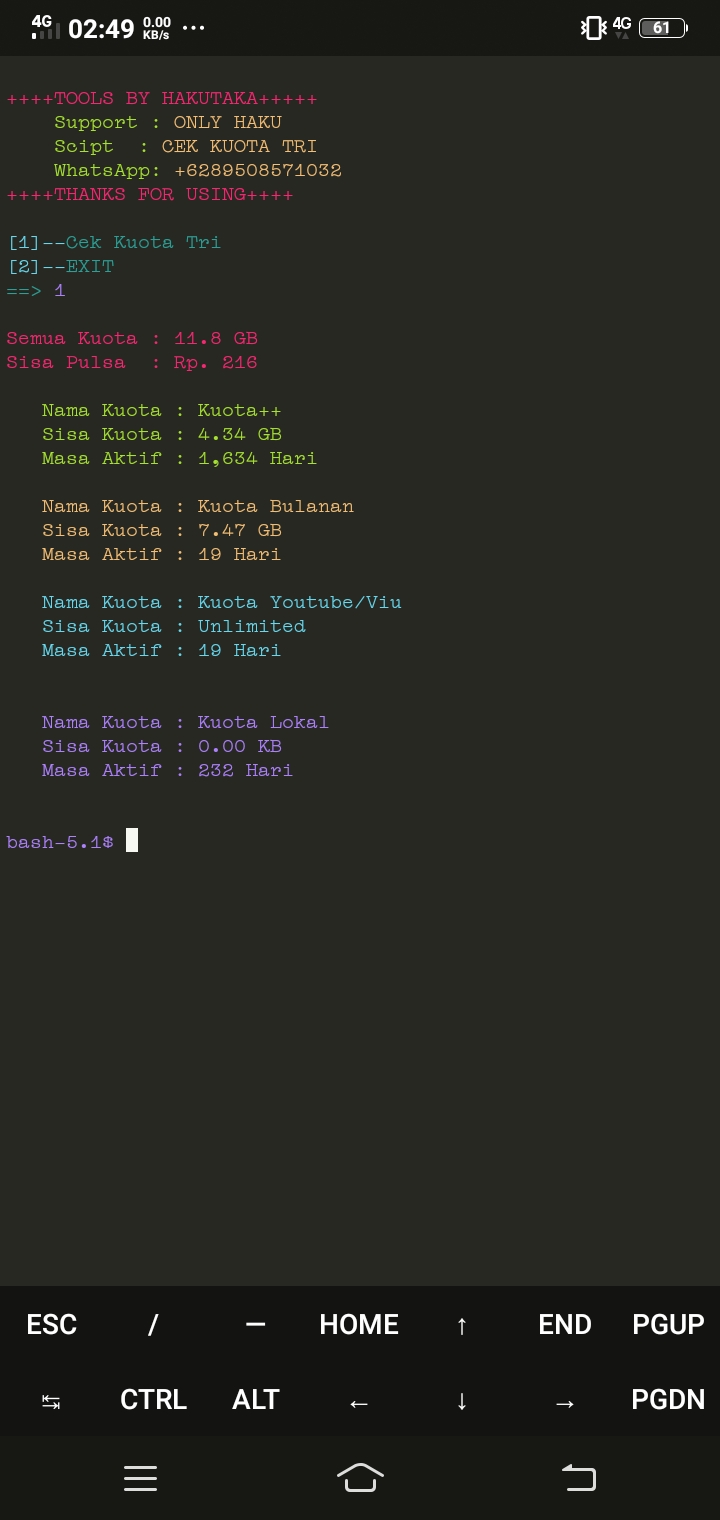 4G 02:49 0.00 KB/s ... 4G 61
++++TOOLS BY HAKUTAKA+++++
Support : ONLY HAKU
Scipt  : CEK KUOTA TRI
WhatsApp: +6289508571032
++++THANKS FOR USING++++
[1]--Cek Kuota Tri
[2]--EXIT
==> 1
Semua Kuota : 11.8 GB
Sisa Pulsa  : Rp. 216
Nama Kuota : Kuota++
Sisa Kuota : 4.34 GB
Masa Aktif : 1,634 Hari
Nama Kuota : Kuota Bulanan
Sisa Kuota : 7.47 GB
Masa Aktif : 19 Hari
Nama Kuota : Kuota Youtube/Viu
Sisa Kuota : Unlimited
Masa Aktif : 19 Hari
Nama Kuota : Kuota Lokal
Sisa Kuota : 0.00 KB
Masa Aktif : 232 Hari
bash-5.1$
ESC / — HOME ↑ END PGUP
↹ CTRL ALT ← ↓ → PGDN